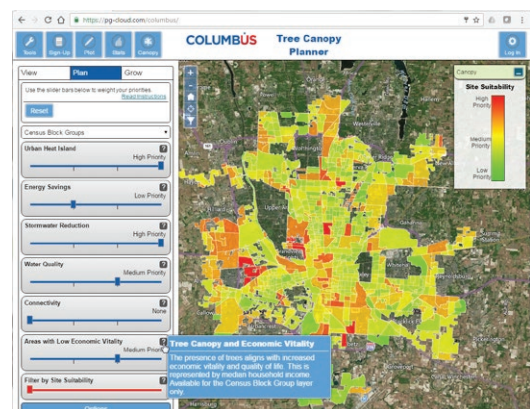 https://pg-cloud.com/columbus/
Tools
Sign-Up
Plot
Stats
Canopy
COLUMBUS
Tree Canopy
Planner
Log In
View
Plan
Grow
Use the slider bars below to weight your priorities.
Read Instructions
Reset
Census Block Groups
Urban Heat Island
?
High Priority
Energy Savings
?
Low Priority
Stormwater Reduction
?
High Priority
Water Quality
?
Medium Priority
Connectivity
?
None
Areas with Low Economic Vitality
?
Medium Priority
Filter by Site Suitability
?
Tree Canopy and Economic Vitality
The presence of trees aligns with increased
economic vitality and quality of life. This is
represented by median household income.
Available for the Census Block Group layer
only.
Canopy
Site Suitability
High
Priority
Medium
Priority
Low
Priority